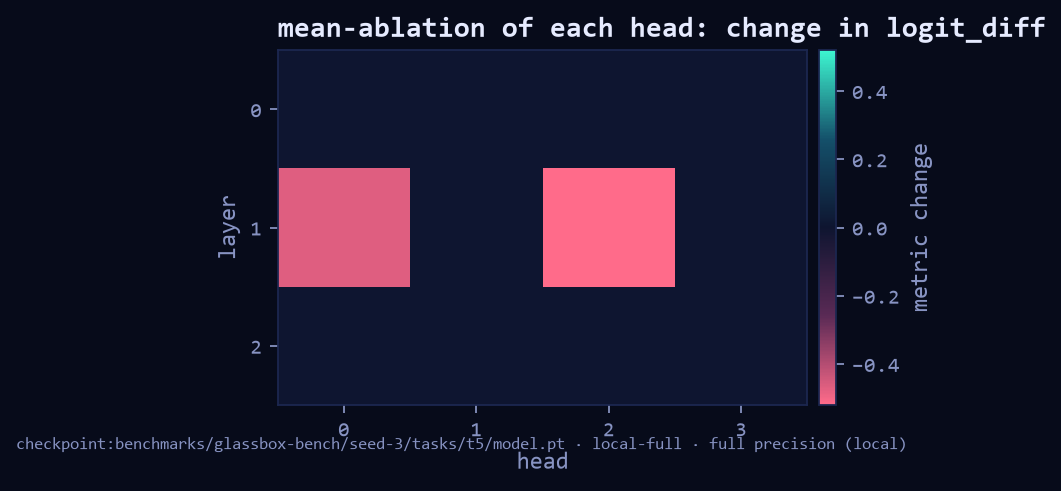 mean-ablation of each head: change in logit_diff
0
1
2
layer
0
1
2
3
head
0.4
0.2
0.0
−0.2
−0.4
metric change
checkpoint:benchmarks/glassbox-bench/seed-3/tasks/t5/model.pt · local-full · full precision (local)